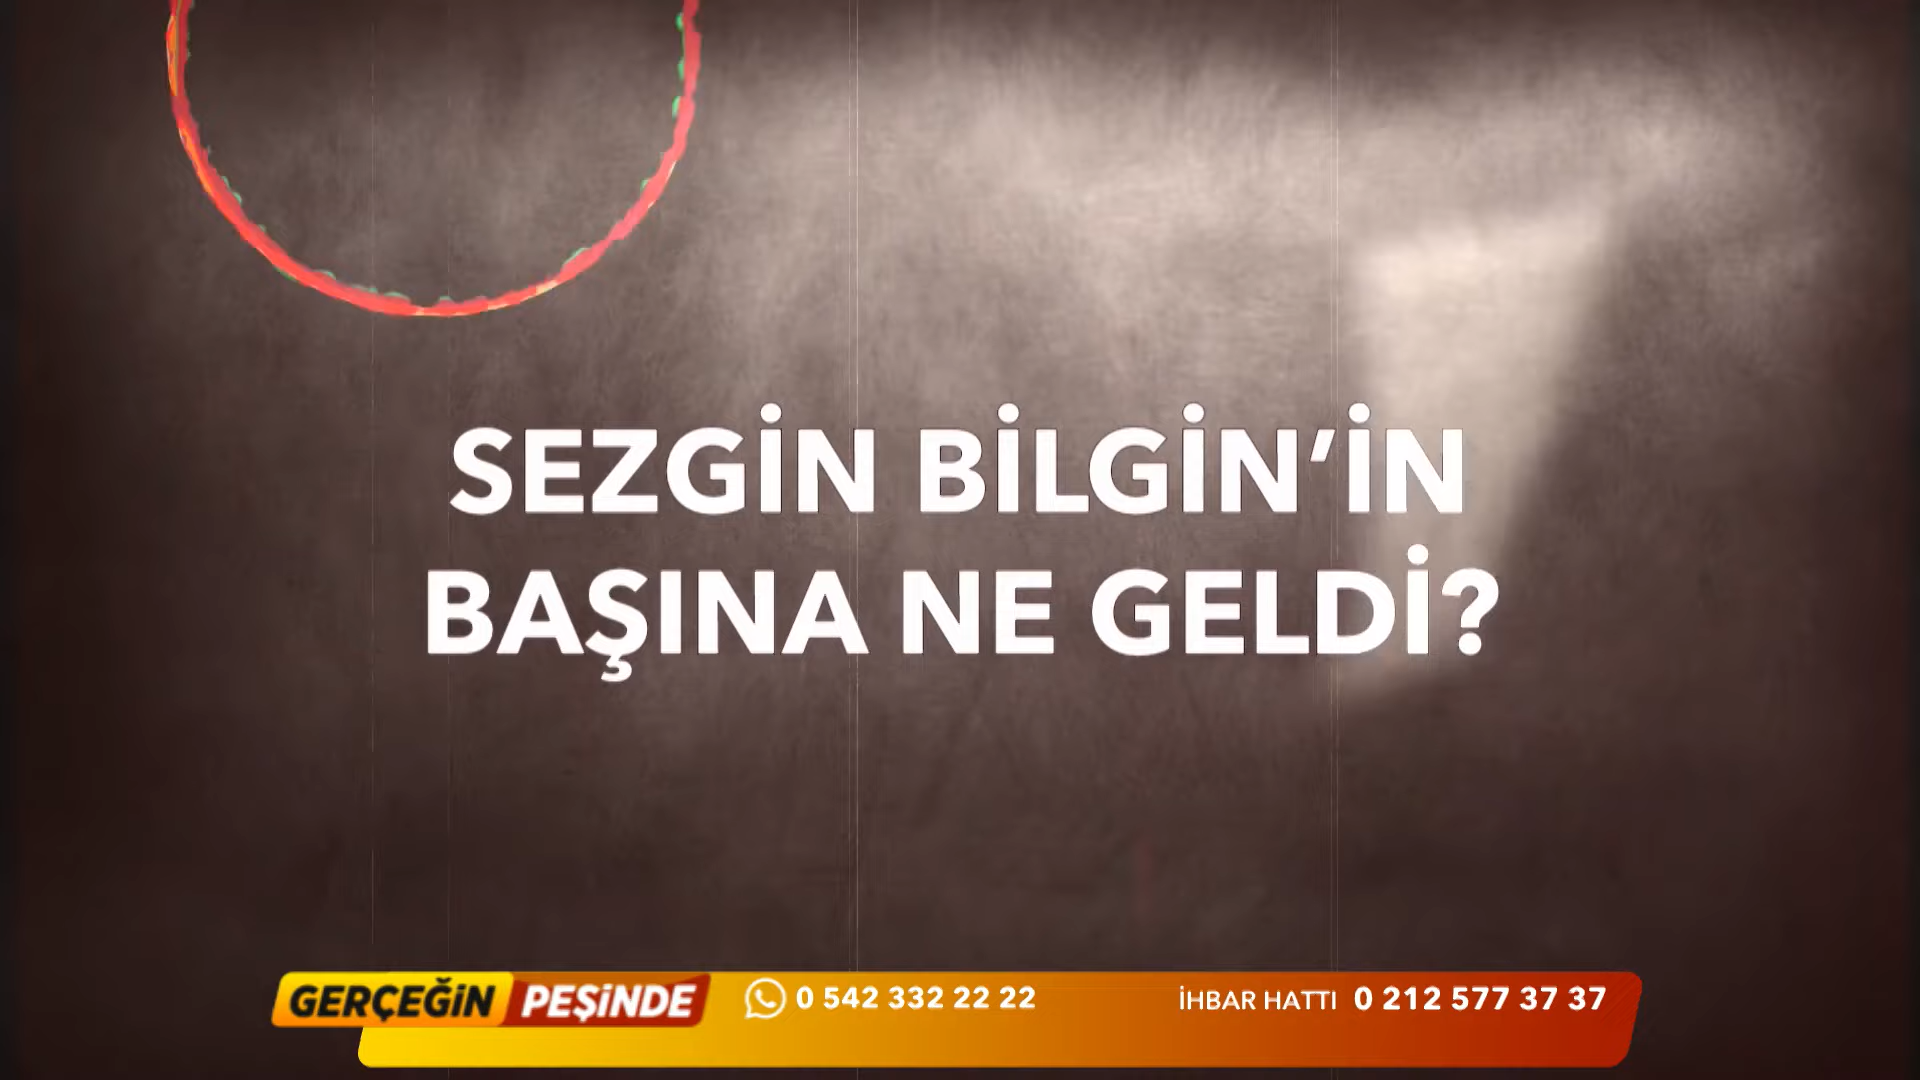 SEZGİN BİLGİN’İN
BAŞINA NE GELDİ?
GERÇEĞİN PEŞİNDE 0 542 332 22 22 İHBAR HATTI 0 212 577 37 37